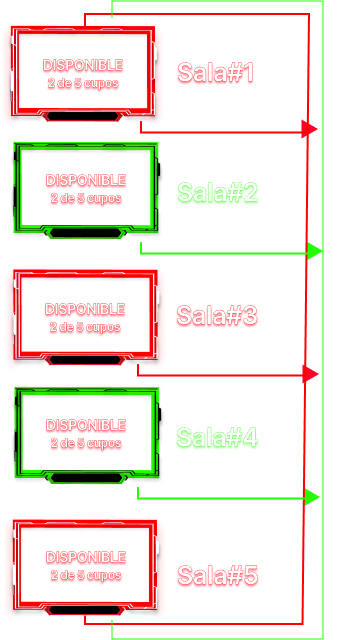 DISPONIBLE
2 de 5 cupos
Sala#1
DISPONIBLE
2 de 5 cupos
Sala#2
DISPONIBLE
2 de 5 cupos
Sala#3
DISPONIBLE
2 de 5 cupos
Sala#4
DISPONIBLE
2 de 5 cupos
Sala#5